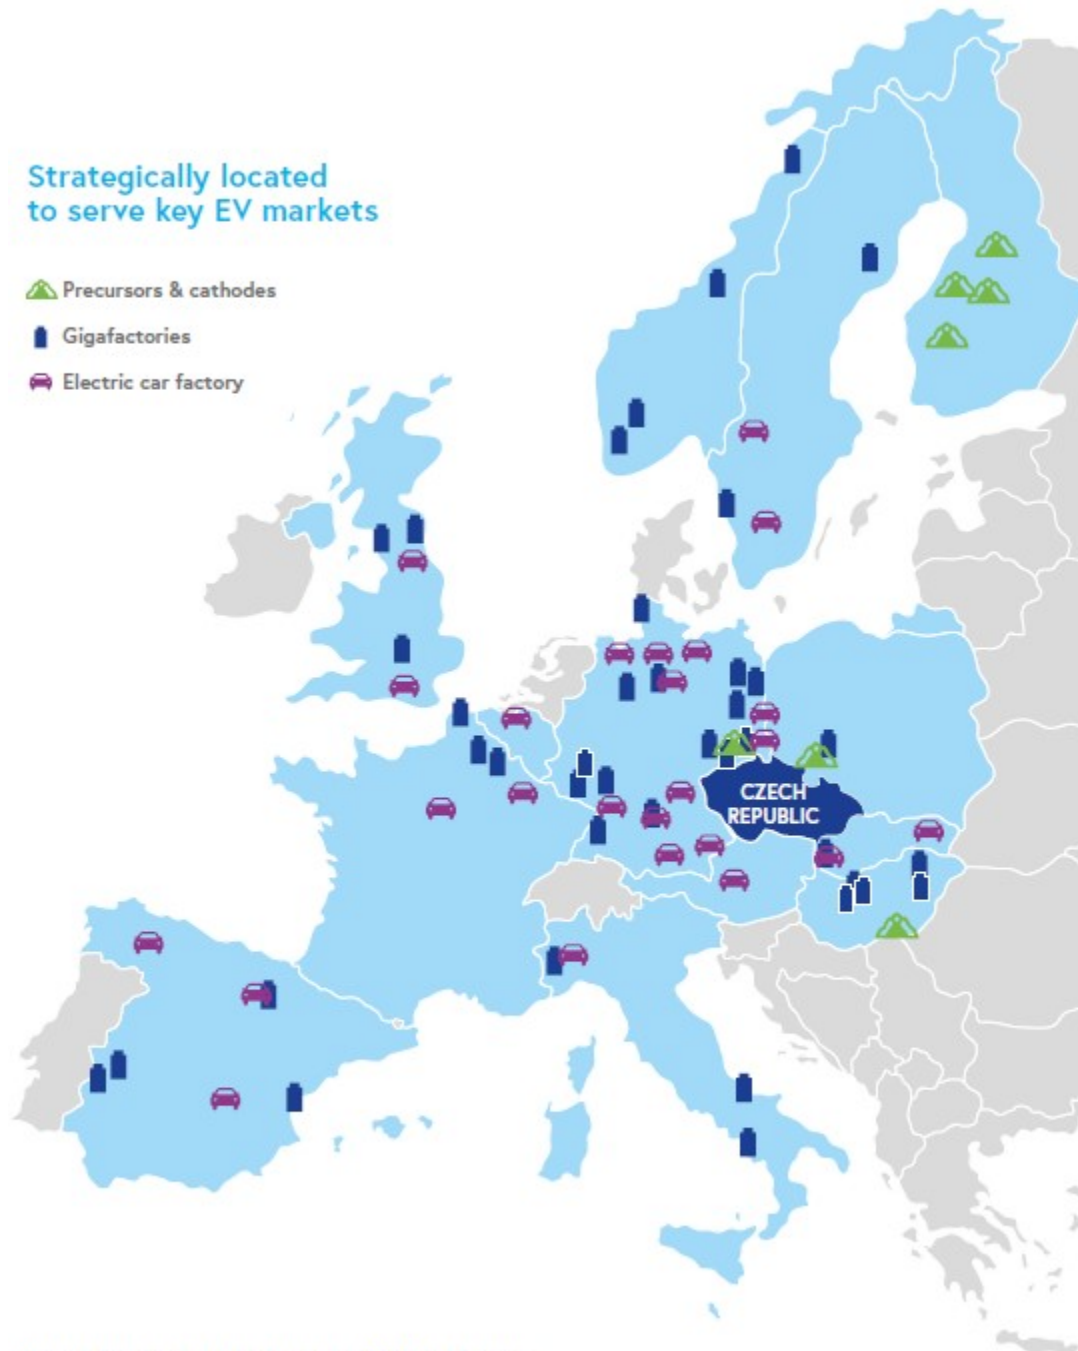 Strategically located
to serve key EV markets
Precursors & cathodes
Gigafactories
Electric car factory
CZECH
REPUBLIC